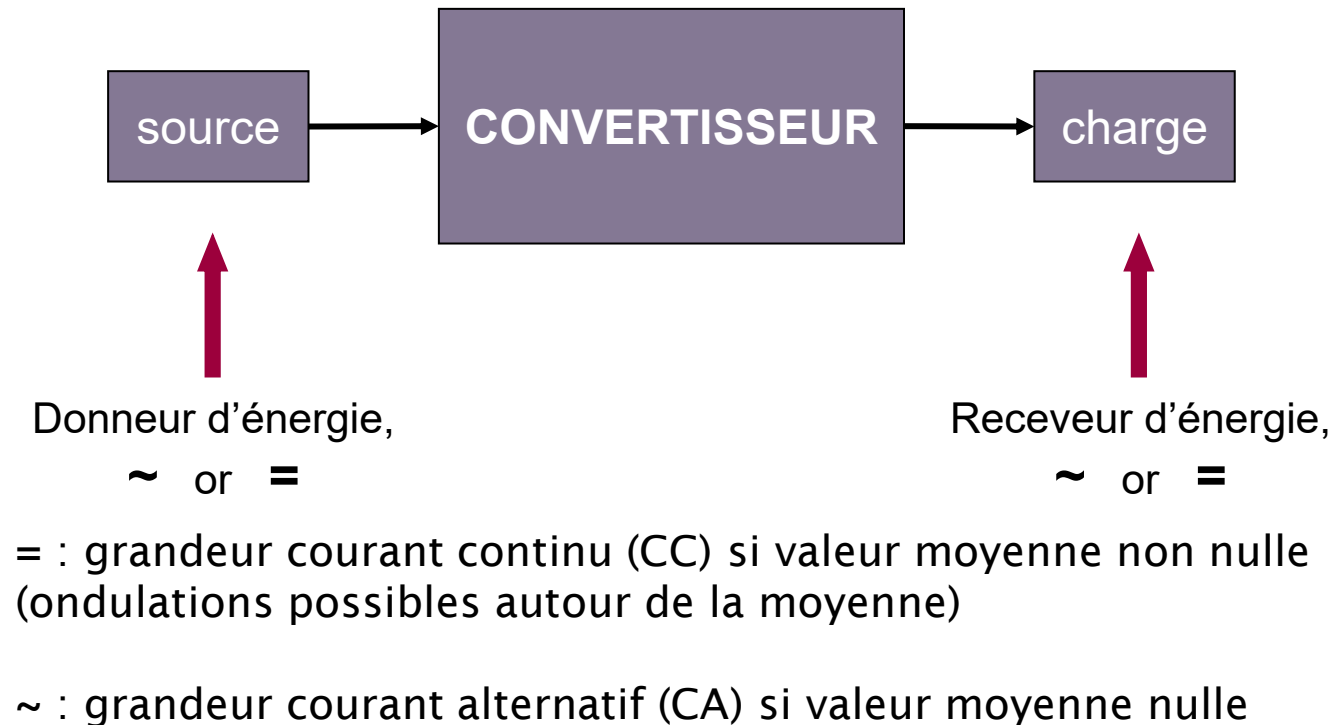 source
CONVERTISSEUR
charge
Donneur d’énergie,
~ or =
Receveur d’énergie,
~ or =
= : grandeur courant continu (CC) si valeur moyenne non nulle
(ondulations possibles autour de la moyenne)
~ : grandeur courant alternatif (CA) si valeur moyenne nulle